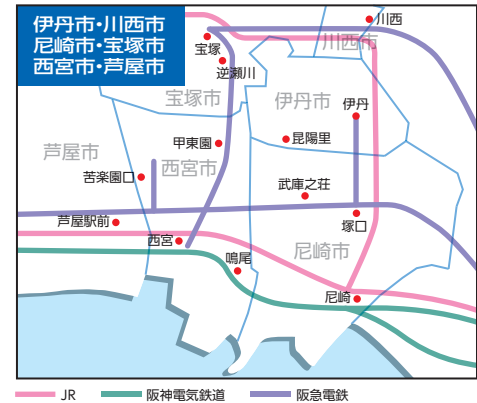 伊丹市・川西市
尼崎市・宝塚市
西宮市・芦屋市
川西
川西市
宝塚
逆瀬川
宝塚市
伊丹市
伊丹
甲東園
昆陽里
芦屋市
西宮市
苦楽園口
武庫之荘
芦屋駅前
塚口
西宮
尼崎市
鳴尾
尼崎
JR
阪神電気鉄道
阪急電鉄